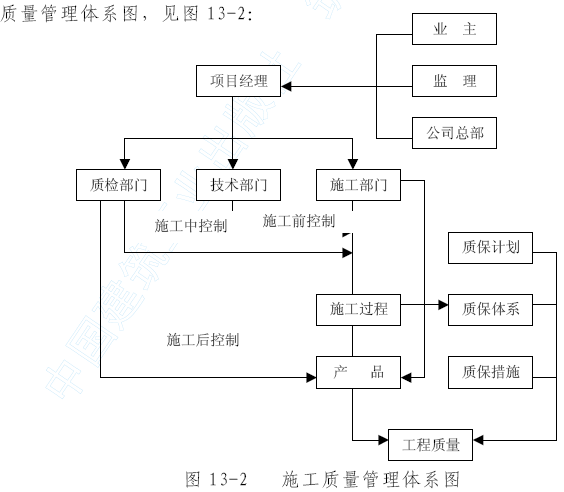 质量管理体系图，见图 13-2：
业 主
项目经理
监 理
公司总部
质检部门
技术部门
施工部门
施工中控制
施工前控制
质保计划
施工过程
质保体系
施工后控制
产 品
质保措施
工程质量
图 13-2 施工质量管理体系图